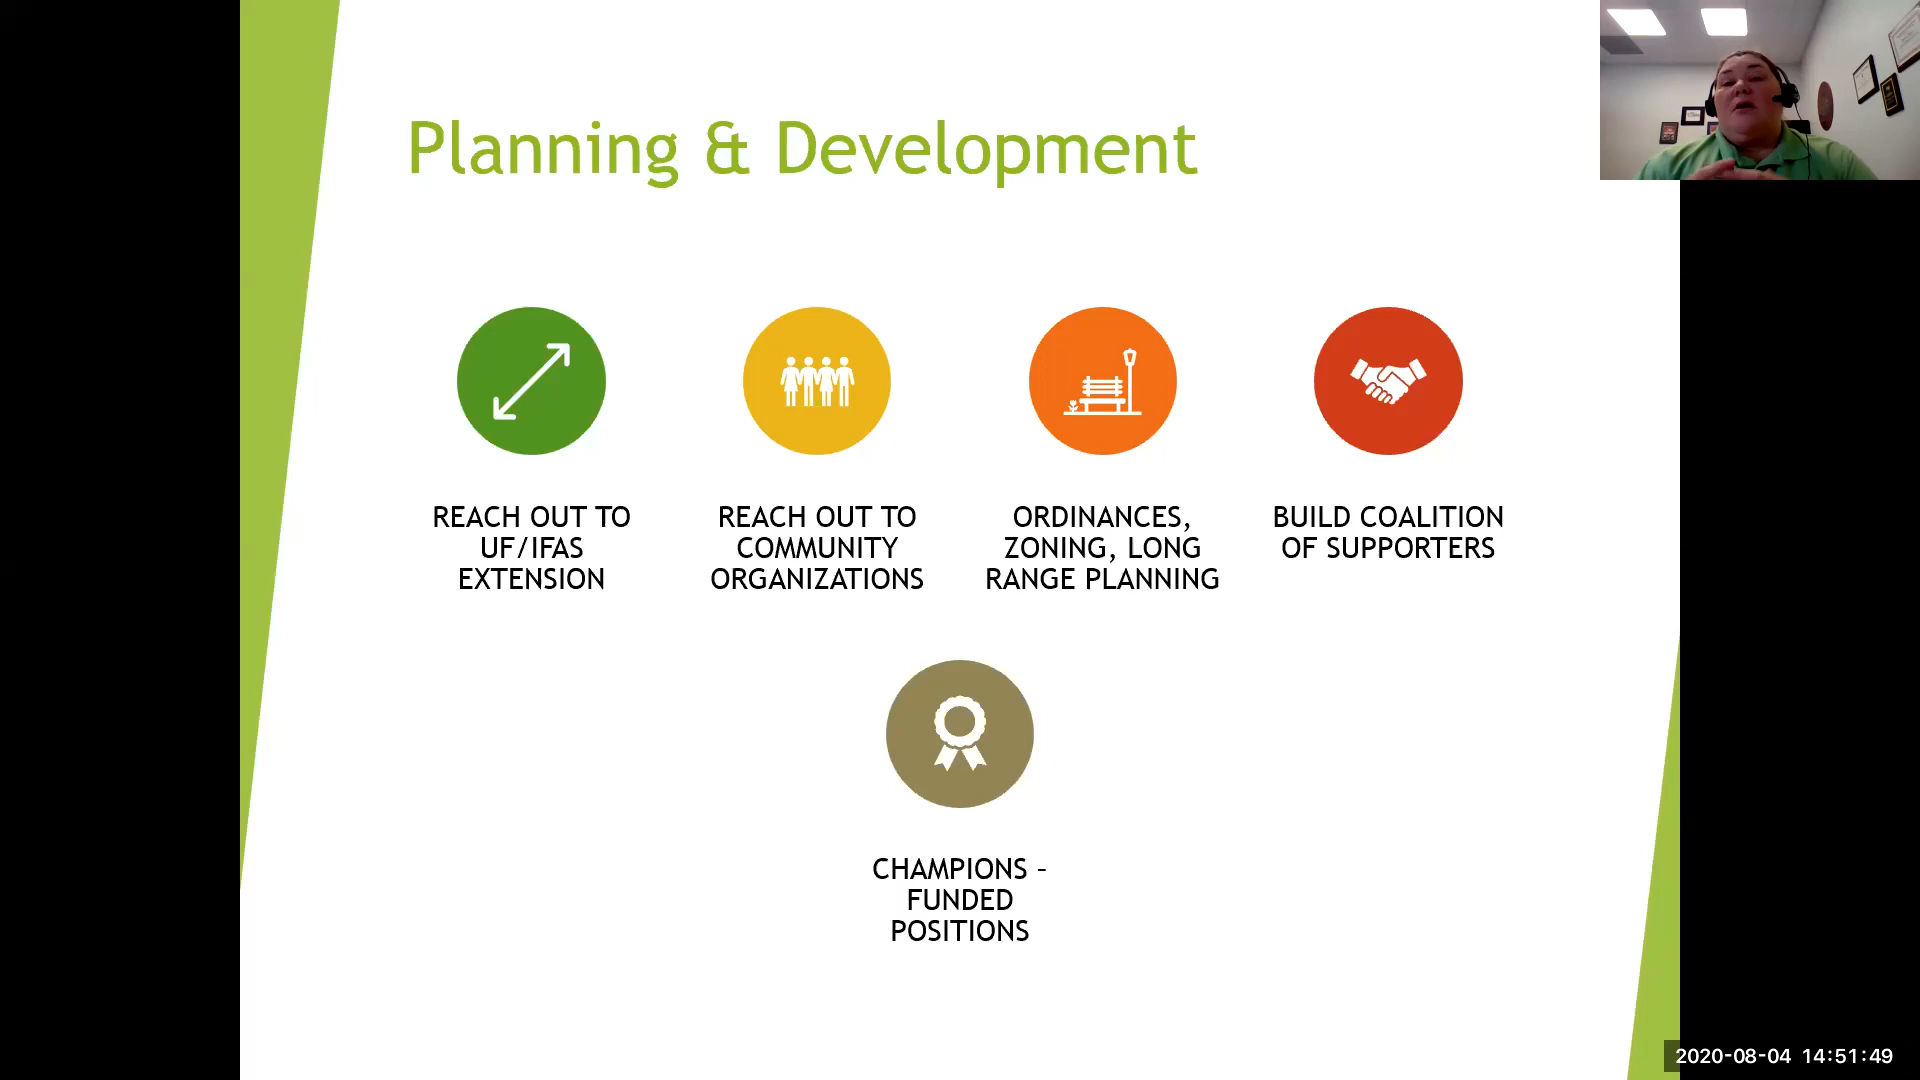 Planning & Development
REACH OUT TO
UF/IFAS
EXTENSION
REACH OUT TO
COMMUNITY
ORGANIZATIONS
ORDINANCES,
ZONING, LONG
RANGE PLANNING
BUILD COALITION
OF SUPPORTERS
CHAMPIONS –
FUNDED
POSITIONS
2020-08-04 14:51:49